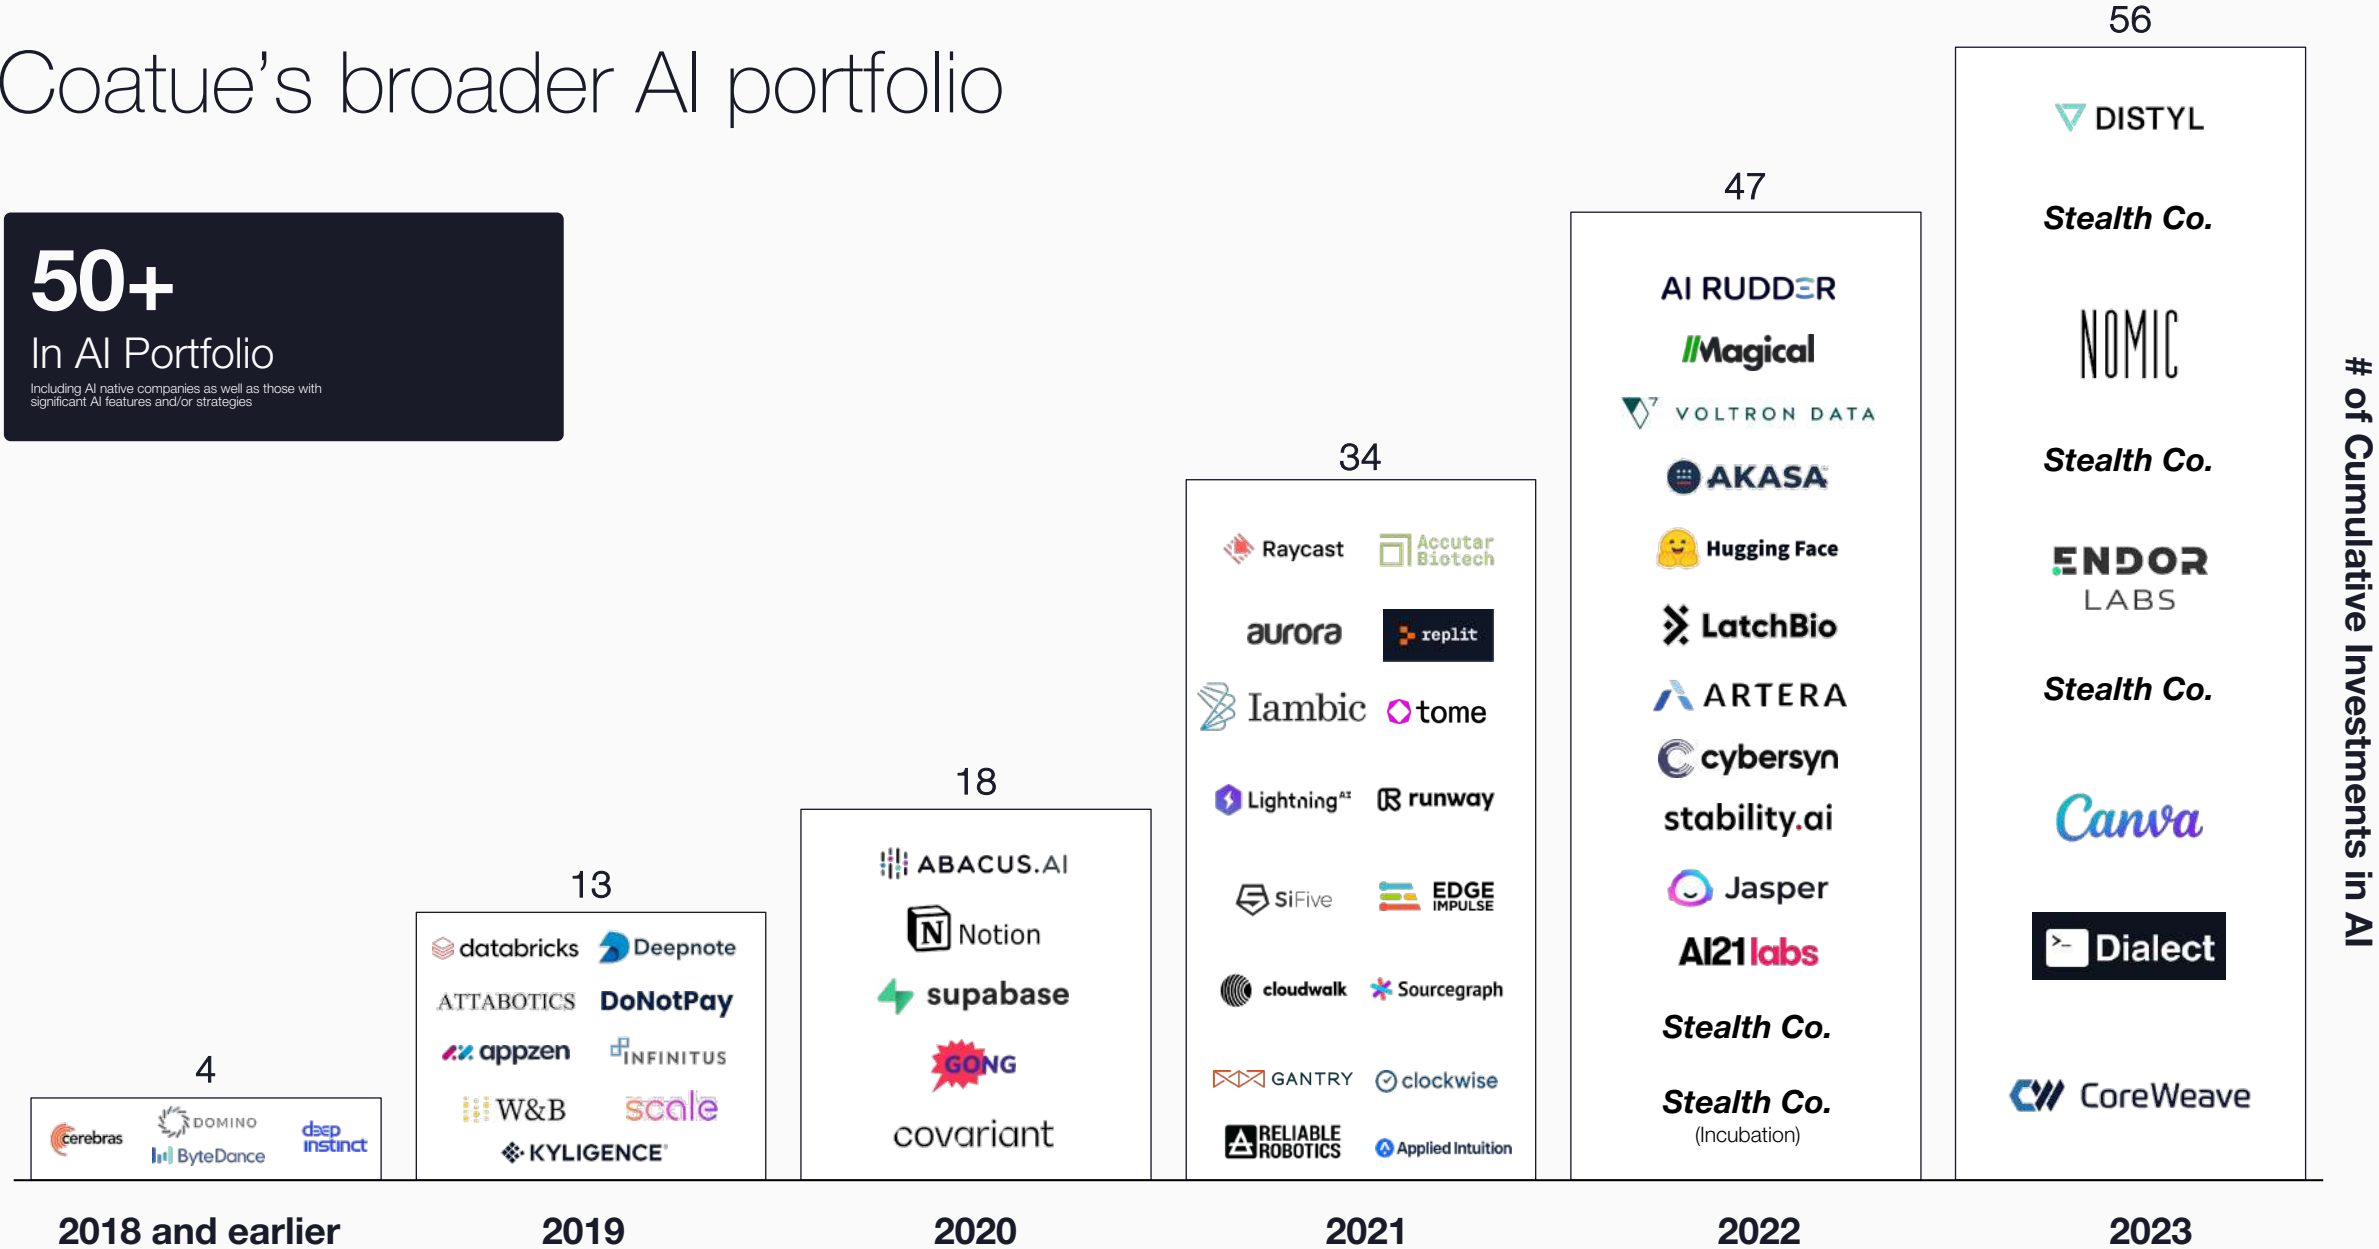 Coatue's broader AI portfolio
50+
In AI Portfolio
Including AI native companies as well as those with
significant AI features and/or strategies
4
cerebras
DOMINO
ByteDance
deep
instinct
2018 and earlier
13
databricks
Deepnote
ATTABOTICS
DoNotPay
appzen
INFINITUS
W&B
scale
KYLIGENCE
2019
18
ABACUS.AI
Notion
supabase
GONG
covariant
2020
34
Raycast
Accutar
Biotech
aurora
replit
Iambic
tome
Lightning AI
runway
SiFive
EDGE
IMPULSE
cloudwalk
Sourcegraph
GANTRY
clockwise
RELIABLE
ROBOTICS
Applied Intuition
2021
47
AI RUDDER
Magical
VOLTRON DATA
AKASA
Hugging Face
LatchBio
ARTERA
cybersyn
stability.ai
Jasper
AI21labs
Stealth Co.
Stealth Co.
(Incubation)
2022
56
DISTYL
Stealth Co.
NOMIC
Stealth Co.
ENDOR
LABS
Stealth Co.
Canva
Dialect
CoreWeave
2023
# of Cumulative Investments in AI